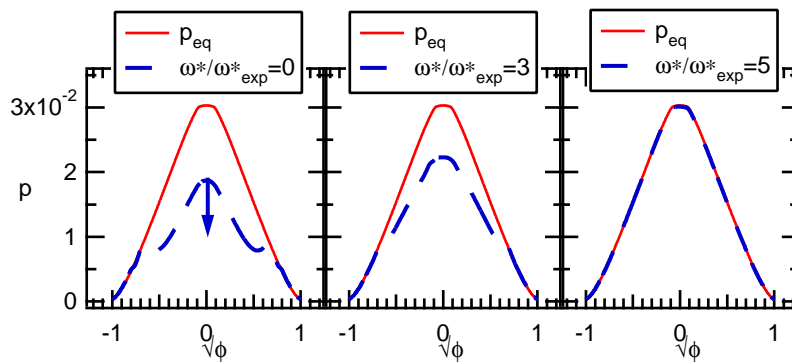 p_eq
ω*/ω*_exp=0
p_eq
ω*/ω*_exp=3
p_eq
ω*/ω*_exp=5
3x10^-2
2
1
0
p
-1 0 1
-1 0 1
-1 0 1
√ϕ
√ϕ
√ϕ